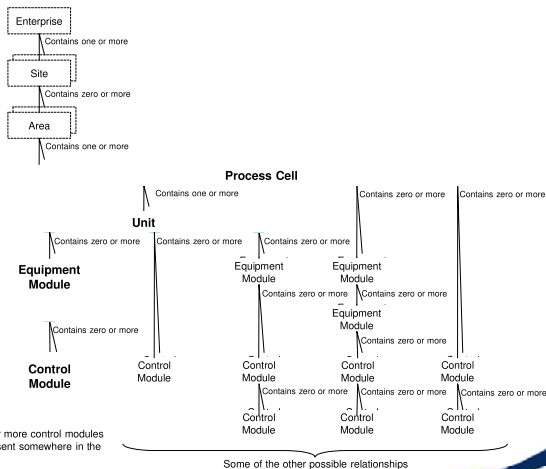 Enterprise
Contains one or more
Site
Contains zero or more
Area
Contains one or more
Process Cell
Contains one or more
Contains zero or more
Contains zero or more
Unit
Contains zero or more
Contains zero or more
Contains zero or more
Equipment
Module
Equipment
Module
Equipment
Module
Contains zero or more
Contains zero or more
Equipment
Module
Contains zero or more
Contains zero or more
Control
Module
Control
Module
Control
Module
Control
Module
Control
Module
Contains zero or more
Contains zero or more
Contains zero or more
Control
Module
Control
Module
Control
Module
more control modules
sent somewhere in the
Some of the other possible relationships